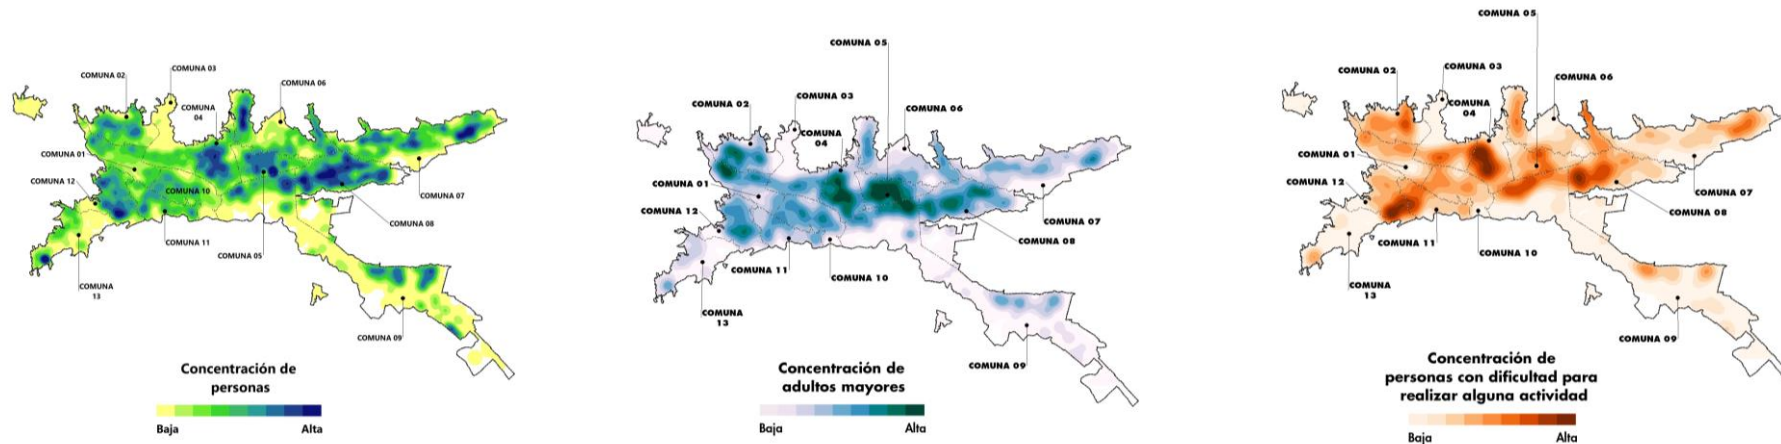 COMUNA 03
COMUNA 02
COMUNA 06
COMUNA
04
COMUNA 01
COMUNA 12
COMUNA 10
COMUNA 07
COMUNA 08
COMUNA 11
COMUNA 05
COMUNA
13
COMUNA 09
Concentración de
personas
Baja
Alta
COMUNA 05
COMUNA 03
COMUNA 02
COMUNA 06
COMUNA
04
COMUNA 01
COMUNA 12
COMUNA 07
COMUNA 08
COMUNA 11
COMUNA 10
COMUNA
13
COMUNA 09
Concentración de
adultos mayores
Baja
Alta
COMUNA 05
COMUNA 03
COMUNA 02
COMUNA 06
COMUNA
04
COMUNA 01
COMUNA 12
COMUNA 07
COMUNA 08
COMUNA 11
COMUNA 10
COMUNA
13
COMUNA 09
Concentración de
personas con dificultad para
realizar alguna actividad
Baja
Alta